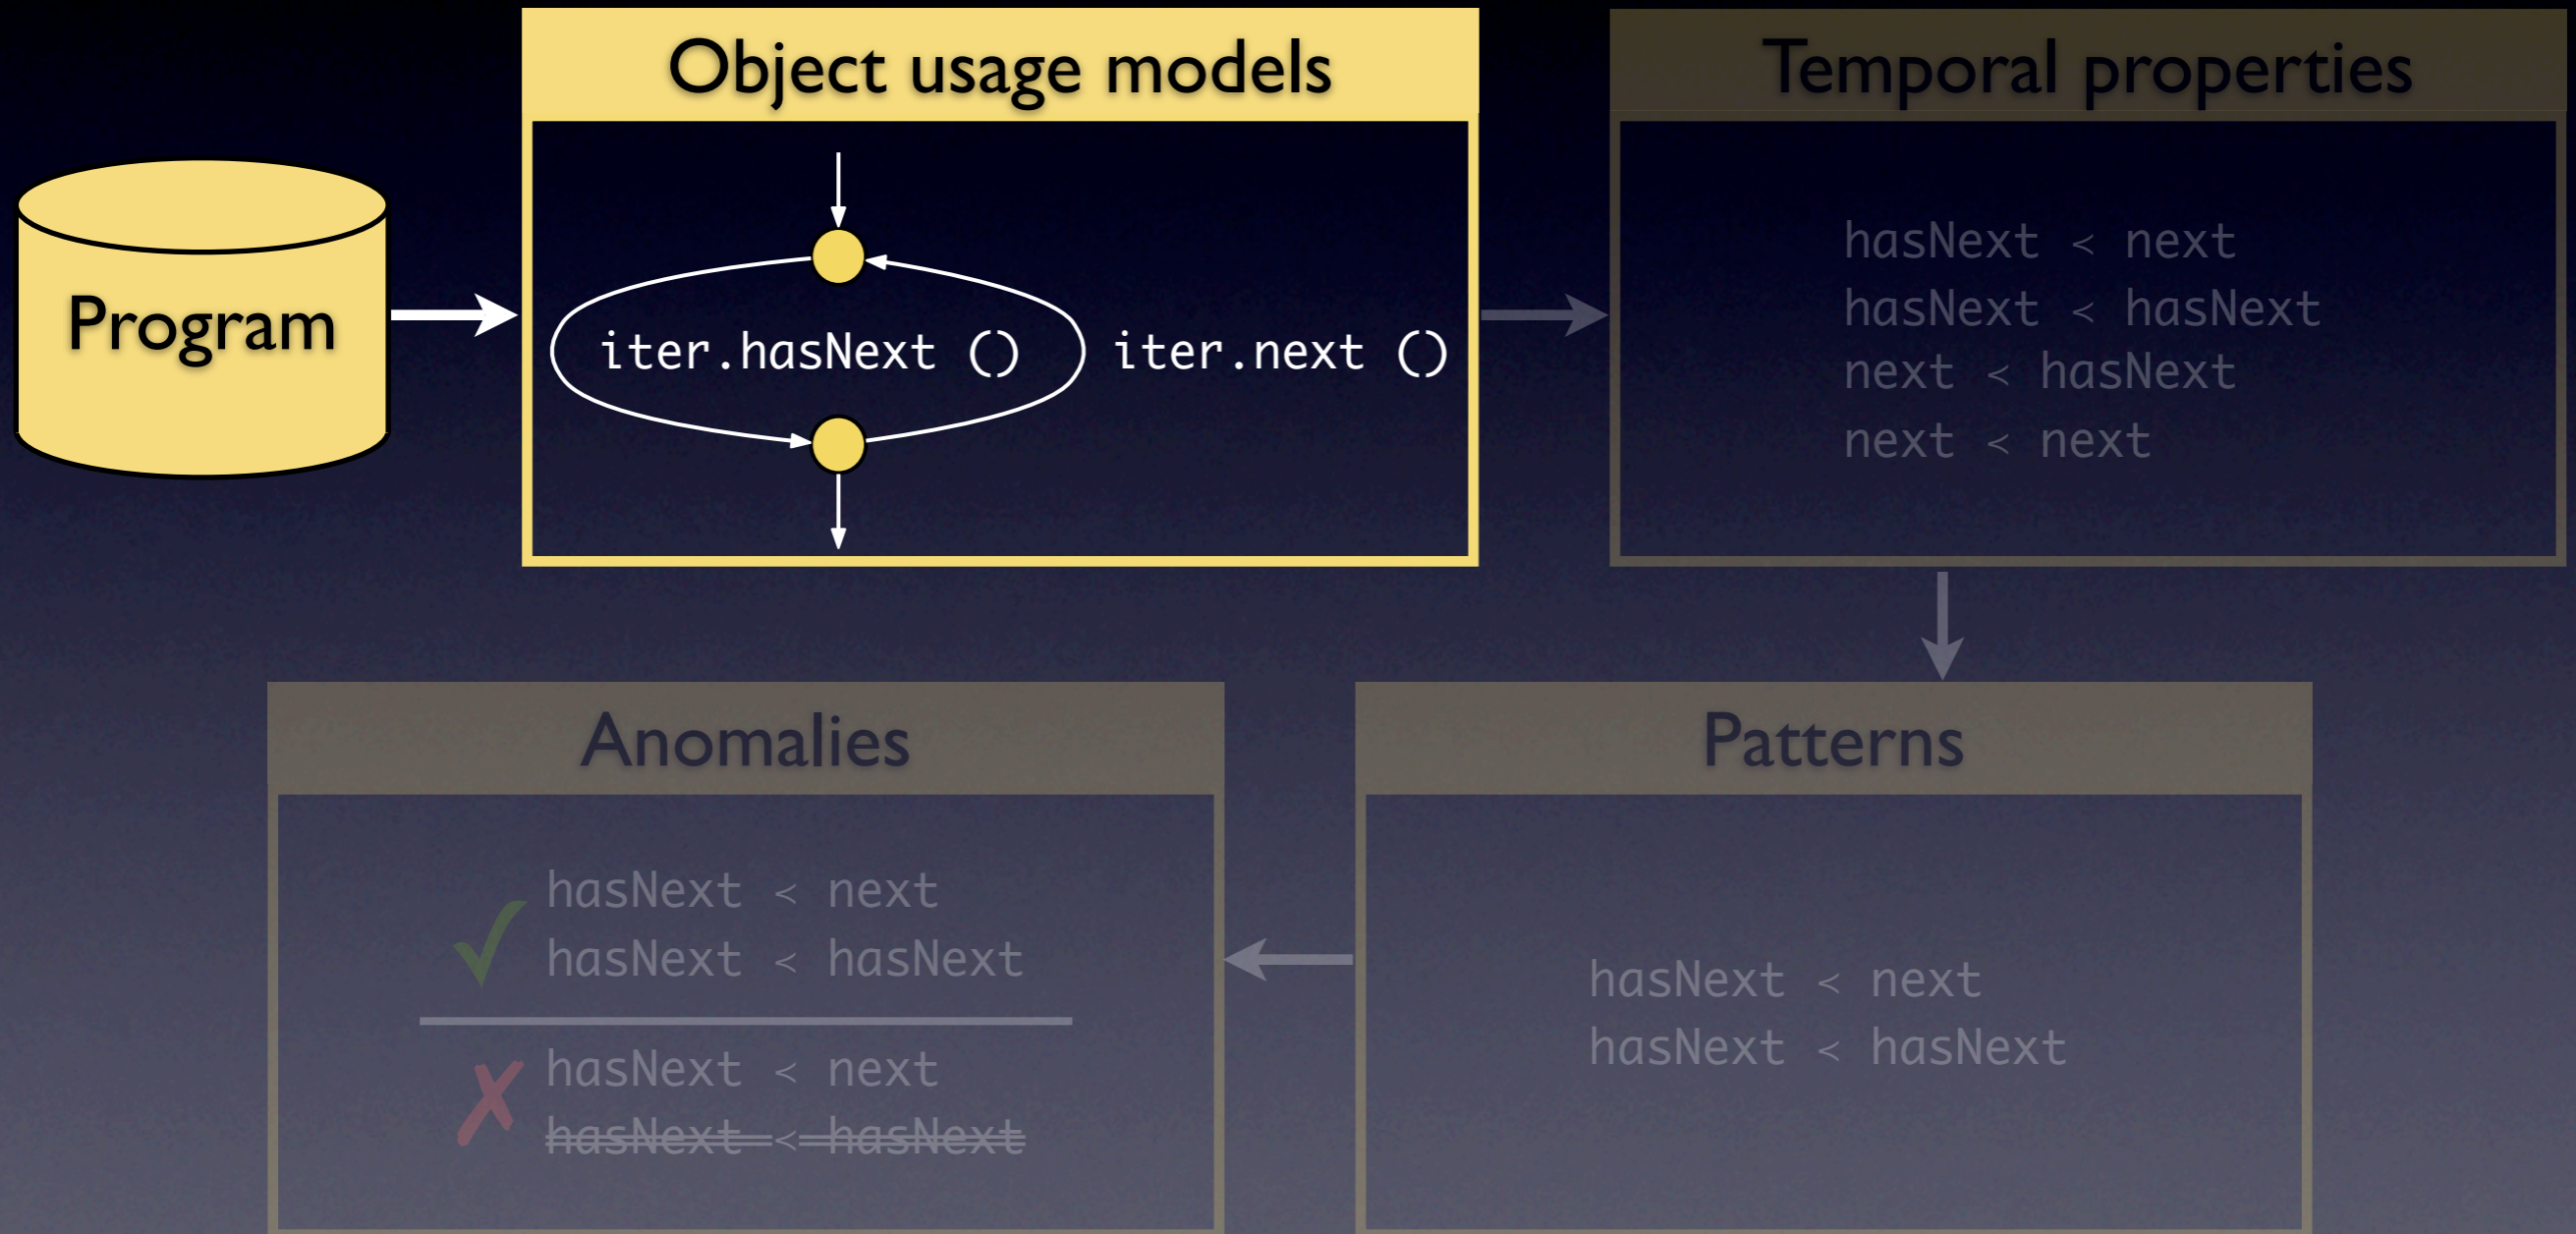 Object usage models
Temporal properties
Program
iter.hasNext () iter.next ()
hasNext < next
hasNext < hasNext
next < hasNext
next < next
Anomalies
✓ hasNext < next
hasNext < hasNext
✗ hasNext < next
hasNext < hasNext
Patterns
hasNext < next
hasNext < hasNext